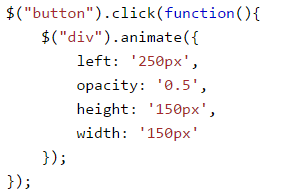 $("button").click(function(){
    $("div").animate({
        left: '250px',
        opacity: '0.5',
        height: '150px',
        width: '150px'
    });
});